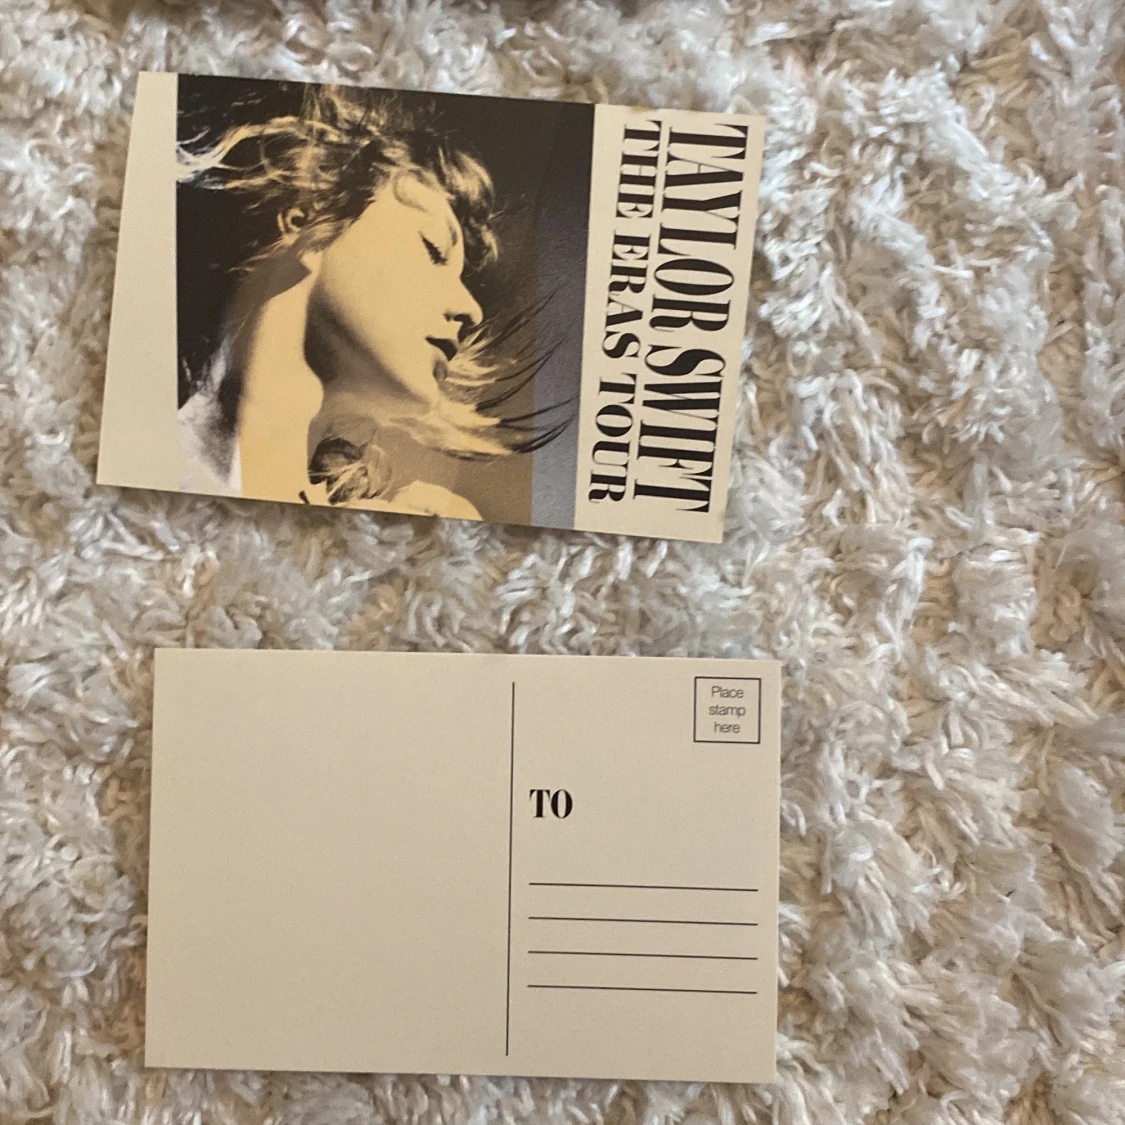 TAYLOR SWIFT
THE ERAS TOUR
Place
stamp
here
TO